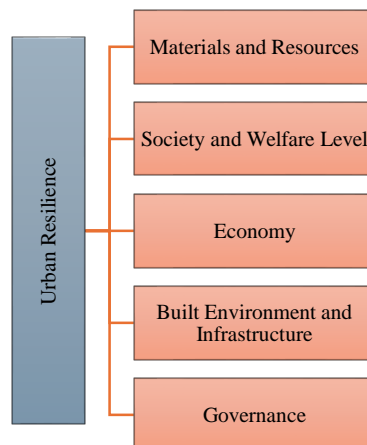 Urban Resilience
Materials and Resources
Society and Welfare Level
Economy
Built Environment and
Infrastructure
Governance